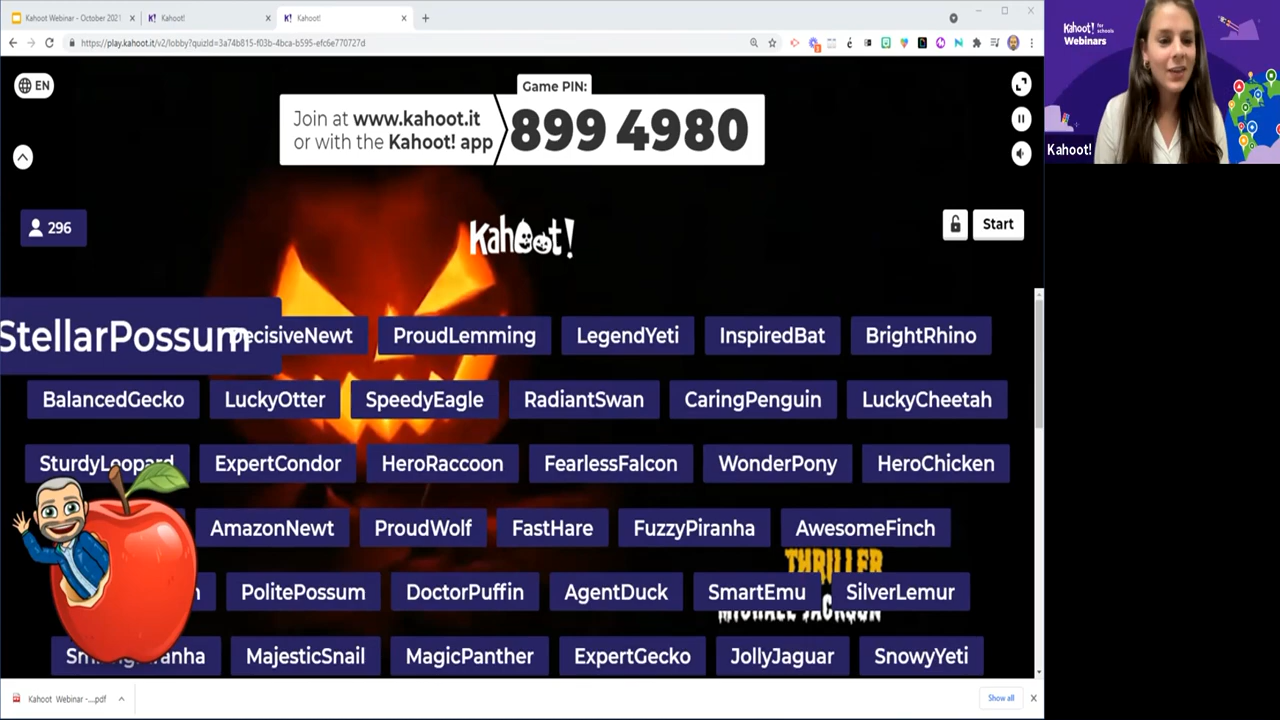 Kahoot Webinar - October 2021
Kahoot!
Kahoot!
https://play.kahoot.it/v2/lobby?quizId=3a74b815-f03b-4bca-b595-efc6e770727d
EN
Game PIN:
Join at www.kahoot.it
or with the Kahoot! app
899 4980
296
Kahoot!
Start
StellarPossum
DecisiveNewt
ProudLemming
LegendYeti
InspiredBat
BrightRhino
BalancedGecko
LuckyOtter
SpeedyEagle
RadiantSwan
CaringPenguin
LuckyCheetah
SturdyLeopard
ExpertCondor
HeroRaccoon
FearlessFalcon
WonderPony
HeroChicken
AmazonNewt
ProudWolf
FastHare
FuzzyPiranha
AwesomeFinch
THRILLER
PolitePossum
DoctorPuffin
AgentDuck
SmartEmu
SilverLemur
MICHAEL JACKSON
MajesticSnail
MagicPanther
ExpertGecko
JollyJaguar
SnowyYeti
Kahoot Webinar -....pdf
Show all
Kahoot! for schools
Webinars
Kahoot!